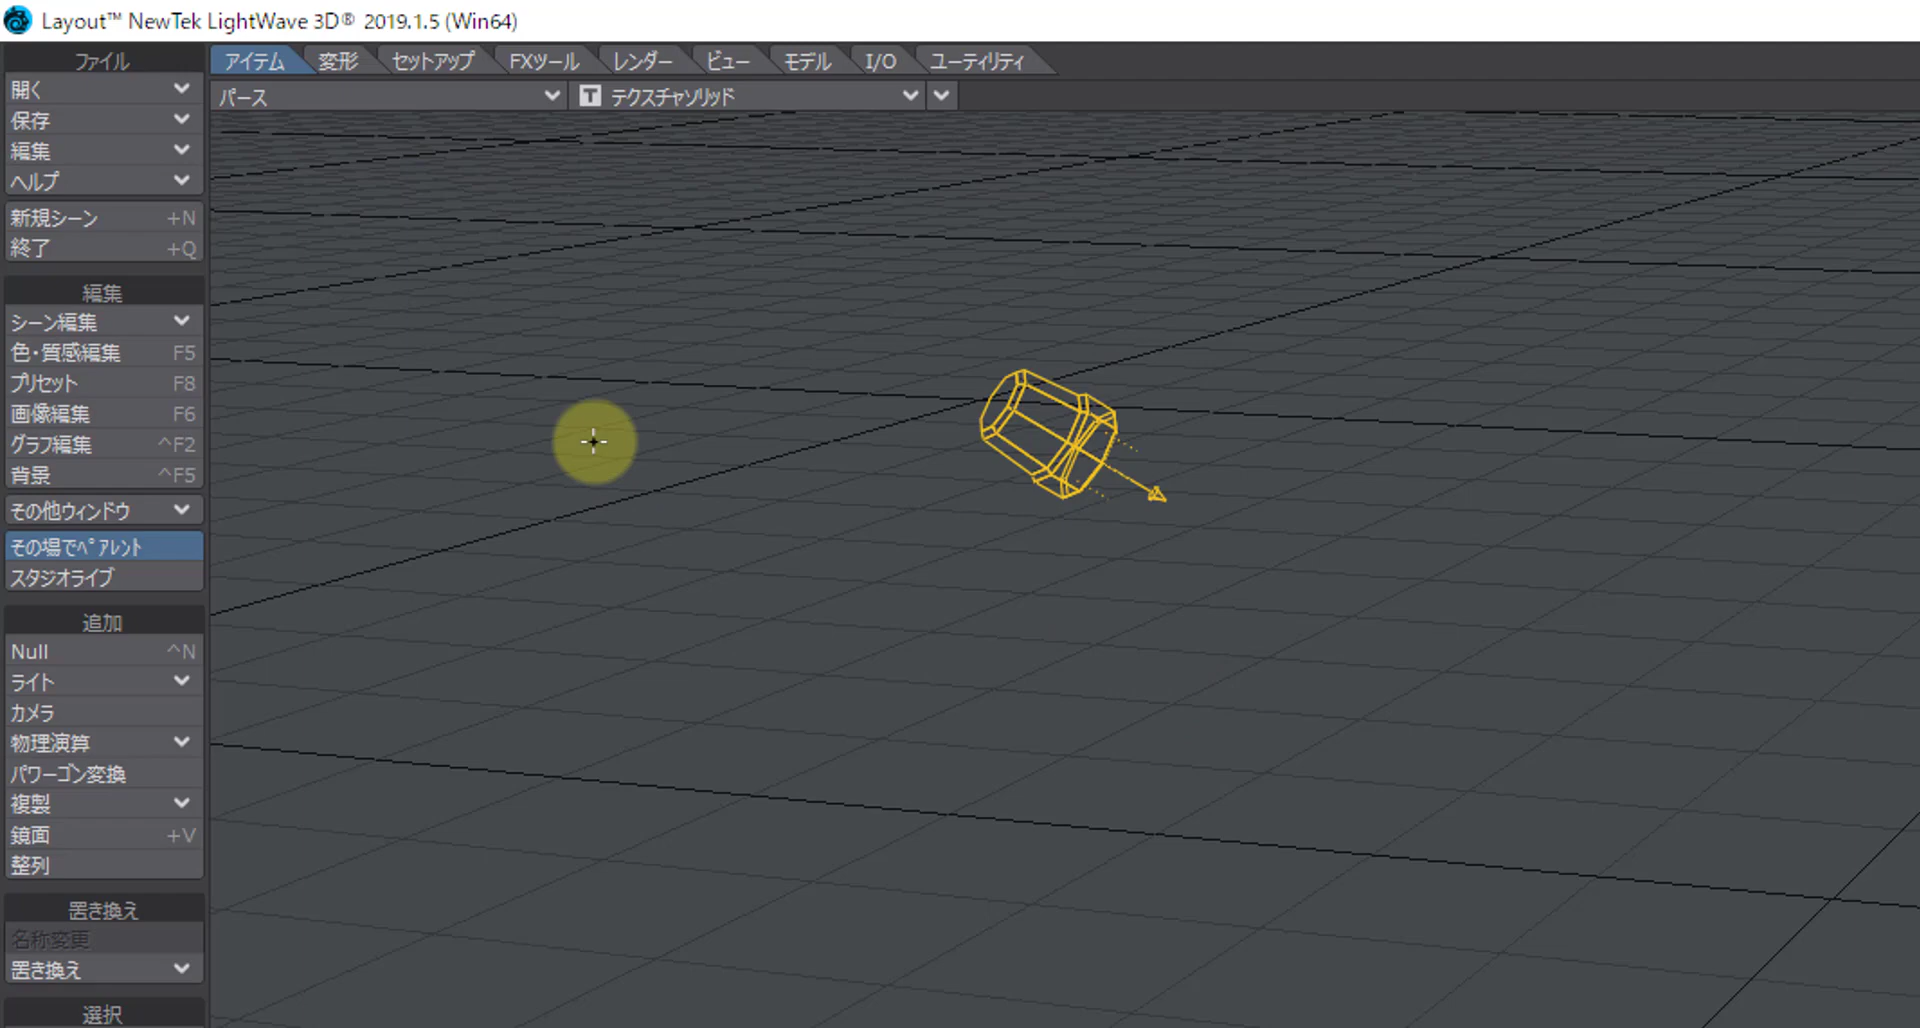 Layout™ NewTek LightWave 3D® 2019.1.5 (Win64)
ファイル
アイテム 変形 セットアップ FXツール レンダー ビュー モデル I/O ユーティリティ
開く
パース T テクスチャソリッド
保存
編集
ヘルプ
新規シーン +N
終了 +Q
編集
シーン編集
色・質感編集 F5
プリセット F8
画像編集 F6
グラフ編集 ^F2
背景 ^F5
その他ウィンドウ
その場でペアレント
スタジオライブ
追加
Null ^N
ライト
カメラ
物理演算
パワーゴン変換
複製
鏡面 +V
整列
置き換え
名称変更
置き換え
選択